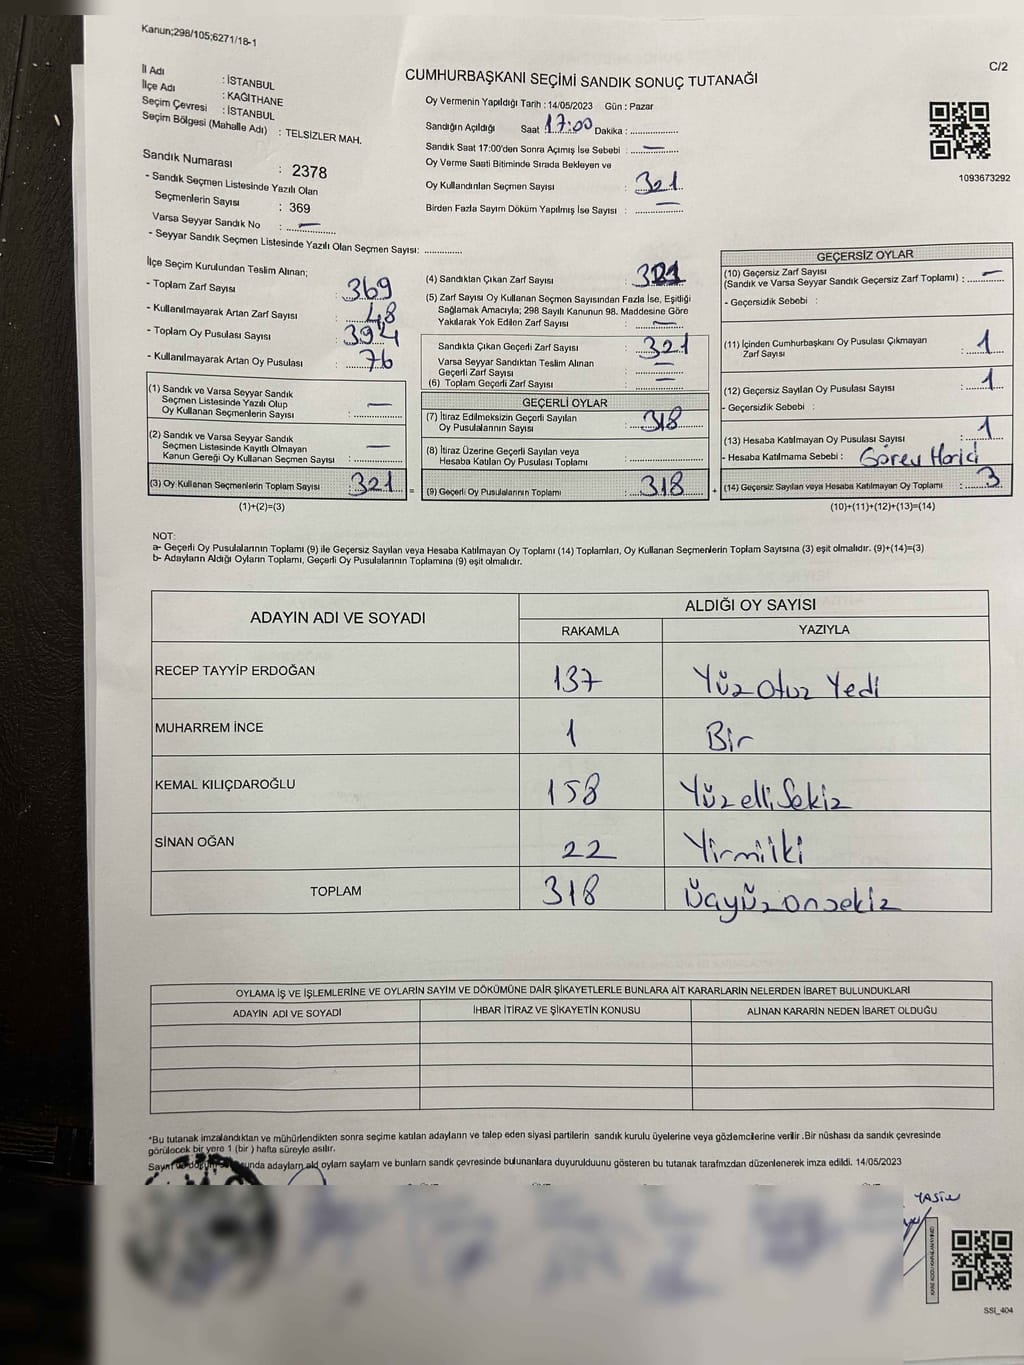 Kanun;298/105;6271/18-1
C/2
CUMHURBAŞKANI SEÇİMİ SANDIK SONUÇ TUTANAĞI
İl Adı : İSTANBUL
İlçe Adı : KAĞITHANE
Seçim Çevresi : İSTANBUL
Seçim Bölgesi (Mahalle Adı) : TELSİZLER MAH.
Sandık Numarası : 2378
- Sandık Seçmen Listesinde Yazılı Olan
Seçmenlerin Sayısı : 369
Varsa Seyyar Sandık No : —
- Seyyar Sandık Seçmen Listesinde Yazılı Olan Seçmen Sayısı: ...............
Oy Vermenin Yapıldığı Tarih : 14/05/2023 Gün : Pazar
Sandığın Açıldığı Saat 17:00 Dakika : ...............
Sandık Saat 17:00'den Sonra Açımış İse Sebebi : —
Oy Verme Saati Bitiminde Sırada Bekleyen ve
Oy Kullandırılan Seçmen Sayısı : 321
Birden Fazla Sayım Döküm Yapılmış İse Sayısı : —
1093673292
İlçe Seçim Kurulundan Teslim Alınan;
- Toplam Zarf Sayısı : 369
- Kullanılmayarak Artan Zarf Sayısı : 48
- Toplam Oy Pusulası Sayısı : 394
- Kullanılmayarak Artan Oy Pusulası : 76
(1) Sandık ve Varsa Seyyar Sandık
Seçmen Listesinde Yazılı Olup
Oy Kullanan Seçmenlerin Sayısı : —
(2) Sandık ve Varsa Seyyar Sandık
Seçmen Listesinde Kayıtlı Olmayan
Kanun Gereği Oy Kullanan Seçmen Sayısı : —
(3) Oy Kullanan Seçmenlerin Toplam Sayısı : 321
(1)+(2)=(3)
(4) Sandıktan Çıkan Zarf Sayısı : 321
(5) Zarf Sayısı Oy Kullanan Seçmen Sayısından Fazla İse, Eşitliği
Sağlamak Amacıyla; 298 Sayılı Kanunun 98. Maddesine Göre
Yakılarak Yok Edilen Zarf Sayısı : —
Sandıkta Çıkan Geçerli Zarf Sayısı : 321
Varsa Seyyar Sandıktan Teslim Alınan
Geçerli Zarf Sayısı : —
(6) Toplam Geçerli Zarf Sayısı : —
GEÇERLİ OYLAR
(7) İtiraz Edilmeksizin Geçerli Sayılan
Oy Pusulalarının Sayısı : 318
(8) İtiraz Üzerine Geçerli Sayılan veya
Hesaba Katılan Oy Pusulası Toplamı :
(9) Geçerli Oy Pusulalarının Toplamı : 318
GEÇERSİZ OYLAR
(10) Geçersiz Zarf Sayısı
(Sandık ve Varsa Seyyar Sandık Geçersiz Zarf Toplamı) : —
- Geçersizlik Sebebi :
(11) İçinden Cumhurbaşkanı Oy Pusulası Çıkmayan
Zarf Sayısı : 1
(12) Geçersiz Sayılan Oy Pusulası Sayısı : 1
- Geçersizlik Sebebi :
(13) Hesaba Katılmayan Oy Pusulası Sayısı : 1
- Hesaba Katılmama Sebebi : Görev Harici
(14) Geçersiz Sayılan veya Hesaba Katılmayan Oy Toplamı : 3
(10)+(11)+(12)+(13)=(14)
NOT:
a- Geçerli Oy Pusulalarının Toplamı (9) ile Geçersiz Sayılan veya Hesaba Katılmayan Oy Toplamı (14) Toplamları, Oy Kullanan Seçmenlerin Toplam Sayısına (3) eşit olmalıdır. (9)+(14)=(3)
b- Adayların Aldığı Oyların Toplamı, Geçerli Oy Pusulalarının Toplamına (9) eşit olmalıdır.
ADAYIN ADI VE SOYADI
ALDIĞI OY SAYISI
RAKAMLA YAZIYLA
RECEP TAYYİP ERDOĞAN 137 Yüz otuz Yedi
MUHARREM İNCE 1 Bir
KEMAL KILIÇDAROĞLU 158 Yüz elli Sekiz
SİNAN OĞAN 22 Yirmi iki
TOPLAM 318 Üçyüz onsekiz
OYLAMA İŞ VE İŞLEMLERİNE VE OYLARIN SAYIM VE DÖKÜMÜNE DAİR ŞİKAYETLERLE BUNLARA AİT KARARLARIN NELERDEN İBARET BULUNDUKLARI
ADAYIN ADI VE SOYADI İHBAR İTİRAZ VE ŞİKAYETİN KONUSU ALINAN KARARIN NEDEN İBARET OLDUĞU
*Bu tutanak imzalandıktan ve mühürlendikten sonra seçime katılan adayların ve talep eden siyasi partilerin sandık kurulu üyelerine veya gözlemcilerine verilir .Bir nüshası da sandık çevresinde
görülecek bir yere 1 (bir ) hafta süreyle asılır.
adayların ald oyların sayların ve bunların sandk çevresinde bulunanlara duyurulduunu gösteren bu tutanak tarafmzdan düzenlenerek imza edildi. 14/05/2023
YASİN
SSI_404